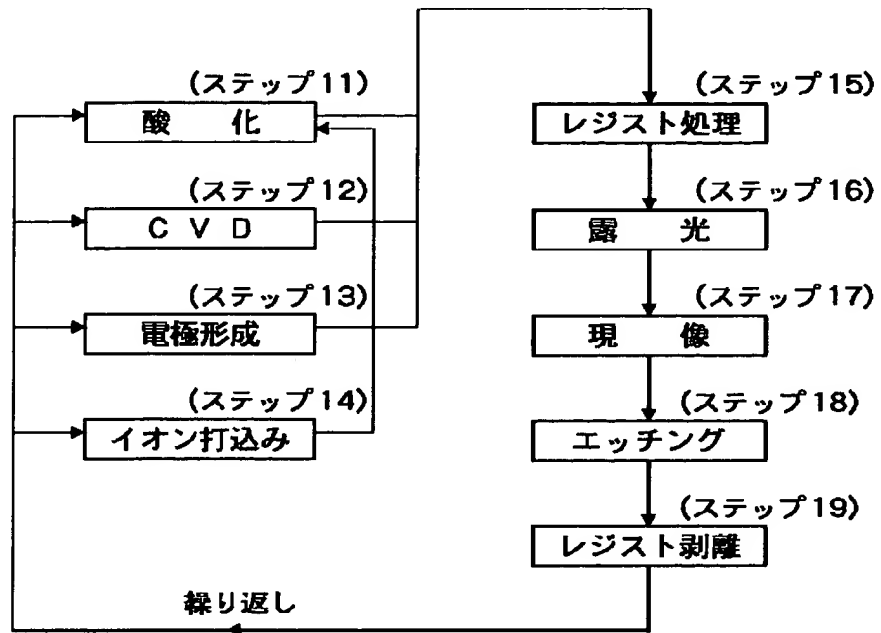 (ステップ11)
酸化
(ステップ12)
CVD
(ステップ13)
電極形成
(ステップ14)
イオン打込み
(ステップ15)
レジスト処理
(ステップ16)
露光
(ステップ17)
現像
(ステップ18)
エッチング
(ステップ19)
レジスト剥離
繰り返し